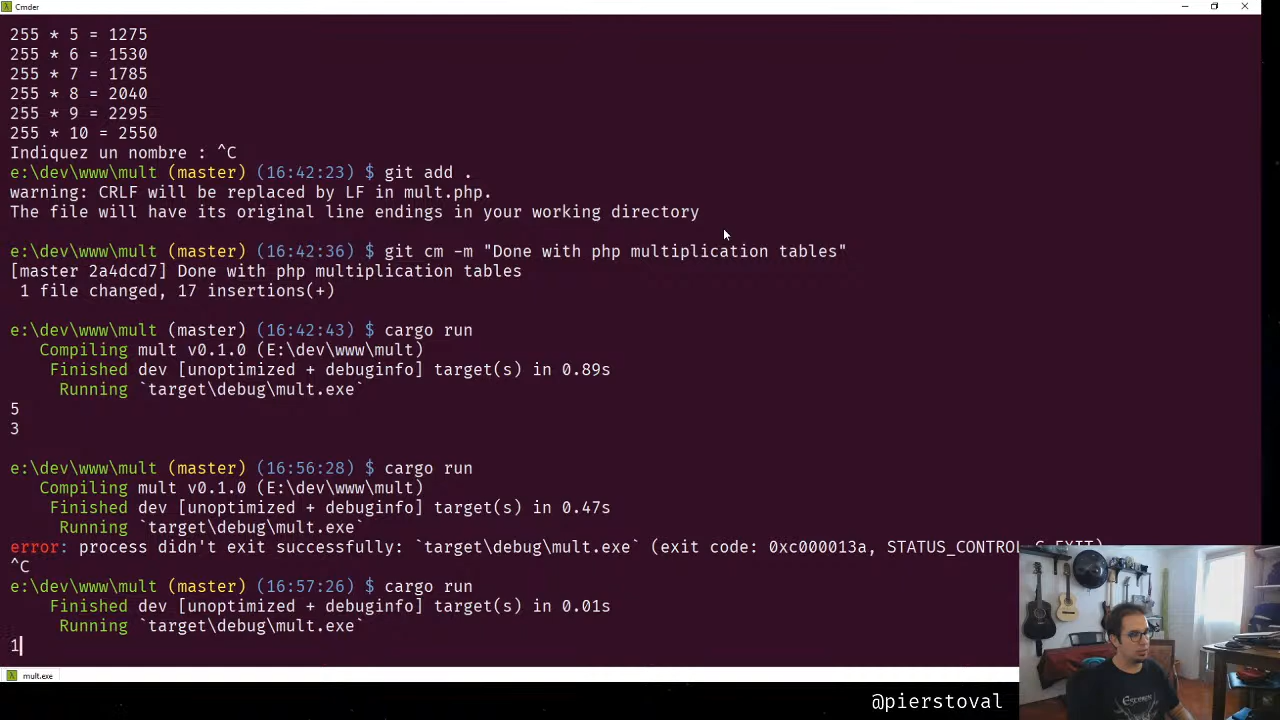 Cmder
255 * 5 = 1275
255 * 6 = 1530
255 * 7 = 1785
255 * 8 = 2040
255 * 9 = 2295
255 * 10 = 2550
Indiquez un nombre : ^C
e:\dev\www\mult (master) (16:42:23) $ git add .
warning: CRLF will be replaced by LF in mult.php.
The file will have its original line endings in your working directory
e:\dev\www\mult (master) (16:42:36) $ git cm -m "Done with php multiplication tables"
[master 2a4dcd7] Done with php multiplication tables
1 file changed, 17 insertions(+)
e:\dev\www\mult (master) (16:42:43) $ cargo run
Compiling mult v0.1.0 (E:\dev\www\mult)
Finished dev [unoptimized + debuginfo] target(s) in 0.89s
Running `target\debug\mult.exe`
5
3
e:\dev\www\mult (master) (16:56:28) $ cargo run
Compiling mult v0.1.0 (E:\dev\www\mult)
Finished dev [unoptimized + debuginfo] target(s) in 0.47s
Running `target\debug\mult.exe`
error: process didn't exit successfully: `target\debug\mult.exe` (exit code: 0xc000013a, STATUS_CONTROL_C_EXIT)
^C
e:\dev\www\mult (master) (16:57:26) $ cargo run
Finished dev [unoptimized + debuginfo] target(s) in 0.01s
Running `target\debug\mult.exe`
1
mult.exe
@pierstoval